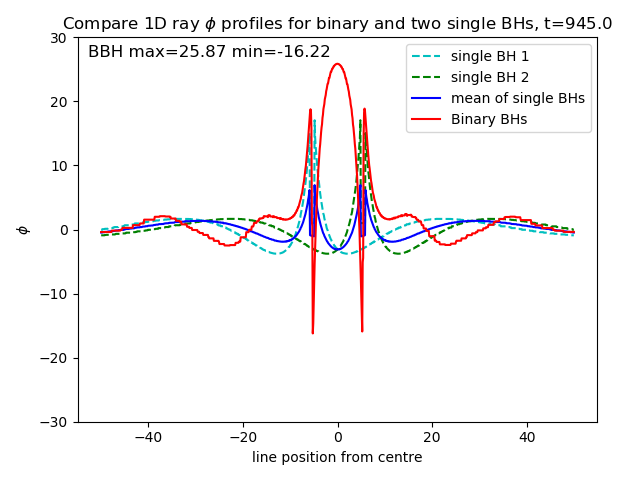 Compare 1D ray ϕ profiles for binary and two single BHs, t=945.0
BBH max=25.87 min=-16.22
single BH 1
single BH 2
mean of single BHs
Binary BHs
30
20
10
0
−10
−20
−30
ϕ
−40
−20
0
20
40
line position from centre